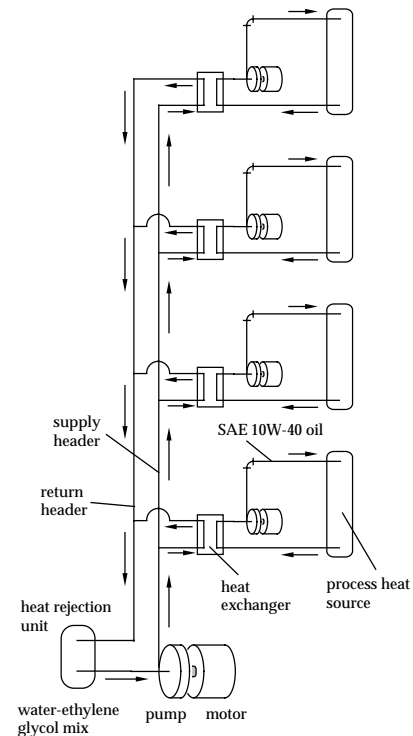 supply
header
SAE 10W-40 oil
return
header
heat
exchanger
process heat
source
heat rejection
unit
water-ethylene
glycol mix
pump
motor